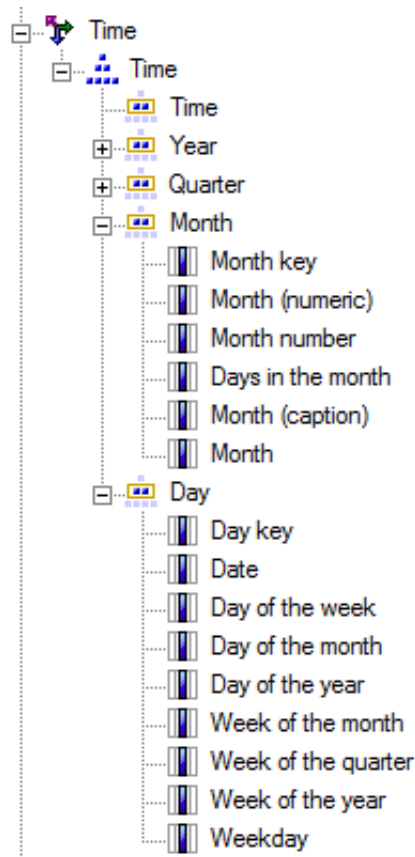 Time
Time
Time
Year
Quarter
Month
Month key
Month (numeric)
Month number
Days in the month
Month (caption)
Month
Day
Day key
Date
Day of the week
Day of the month
Day of the year
Week of the month
Week of the quarter
Week of the year
Weekday